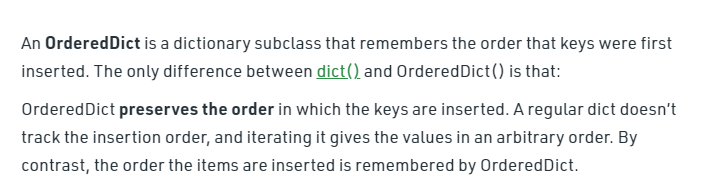 An OrderedDict is a dictionary subclass that remembers the order that keys were first
inserted. The only difference between dict() and OrderedDict() is that:
OrderedDict preserves the order in which the keys are inserted. A regular dict doesn't
track the insertion order, and iterating it gives the values in an arbitrary order. By
contrast, the order the items are inserted is remembered by OrderedDict.